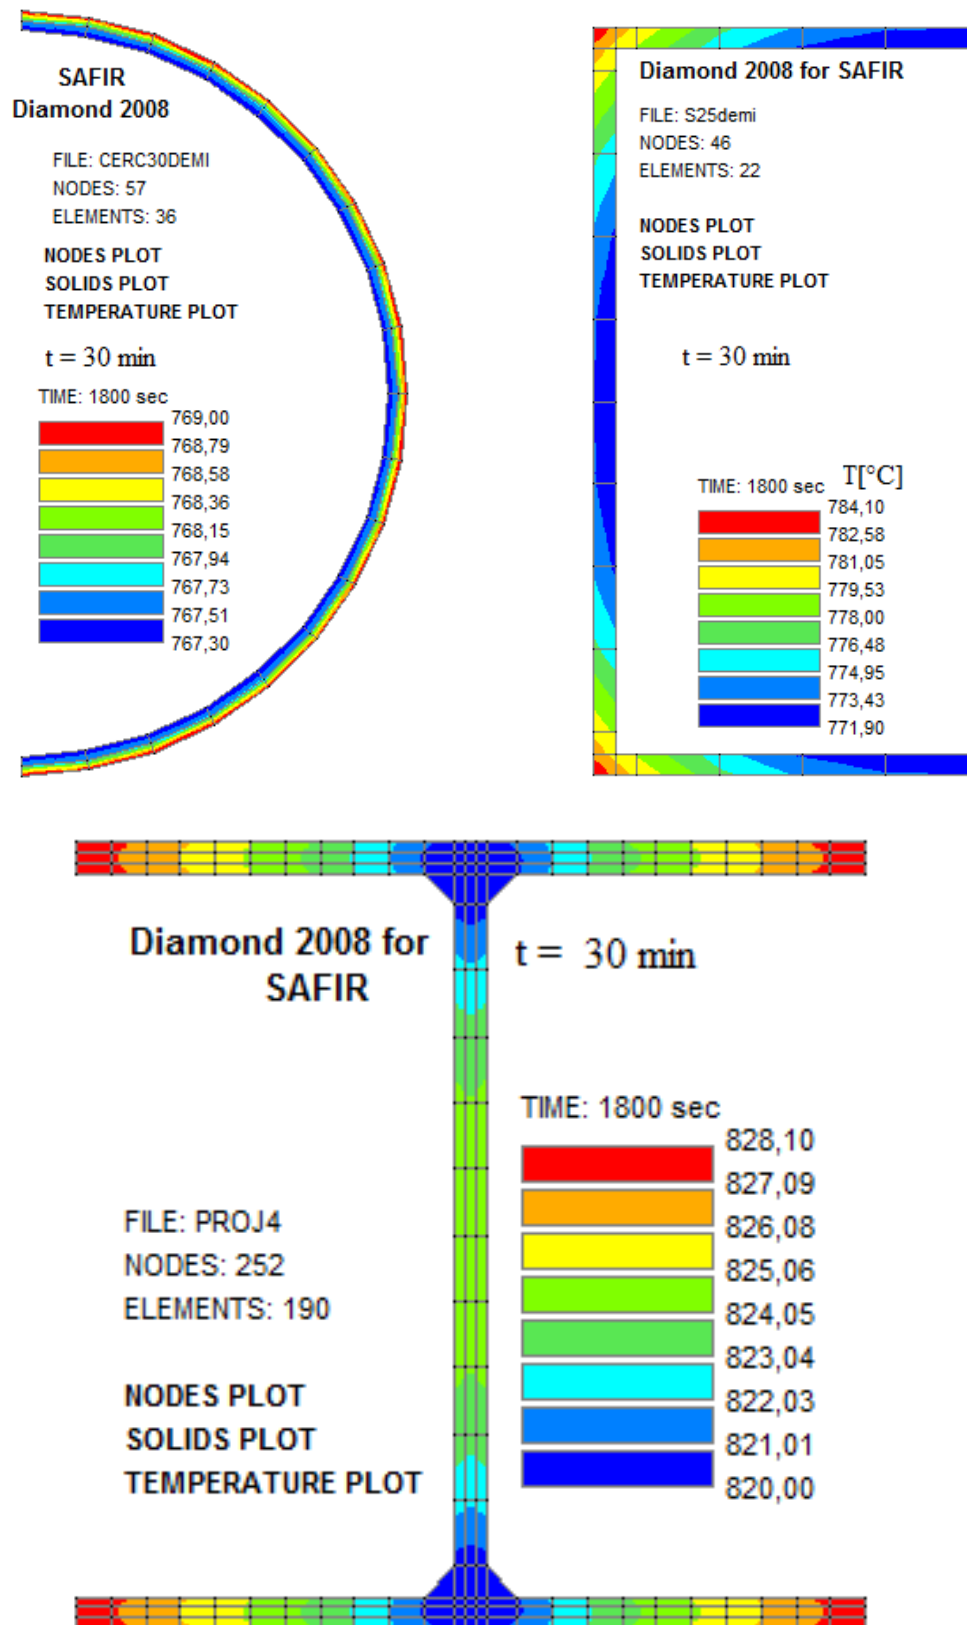 SAFIR
Diamond 2008
FILE: CERC30DEMI
NODES: 57
ELEMENTS: 36
NODES PLOT
SOLIDS PLOT
TEMPERATURE PLOT
t = 30 min
TIME: 1800 sec
769,00
768,79
768,58
768,36
768,15
767,94
767,73
767,51
767,30
Diamond 2008 for SAFIR
FILE: S25demi
NODES: 46
ELEMENTS: 22
NODES PLOT
SOLIDS PLOT
TEMPERATURE PLOT
t = 30 min
TIME: 1800 sec T[°C]
784,10
782,58
781,05
779,53
778,00
776,48
774,95
773,43
771,90
Diamond 2008 for
SAFIR
t = 30 min
FILE: PROJ4
NODES: 252
ELEMENTS: 190
NODES PLOT
SOLIDS PLOT
TEMPERATURE PLOT
TIME: 1800 sec
828,10
827,09
826,08
825,06
824,05
823,04
822,03
821,01
820,00